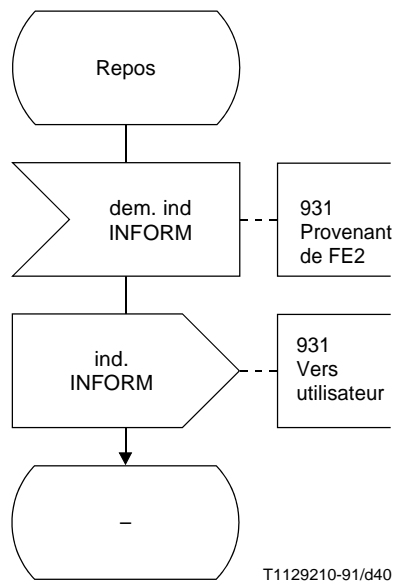 Repos
dem. ind
INFORM
931
Provenant
de FE2
ind.
INFORM
931
Vers
utilisateur
–
T1129210-91/d40